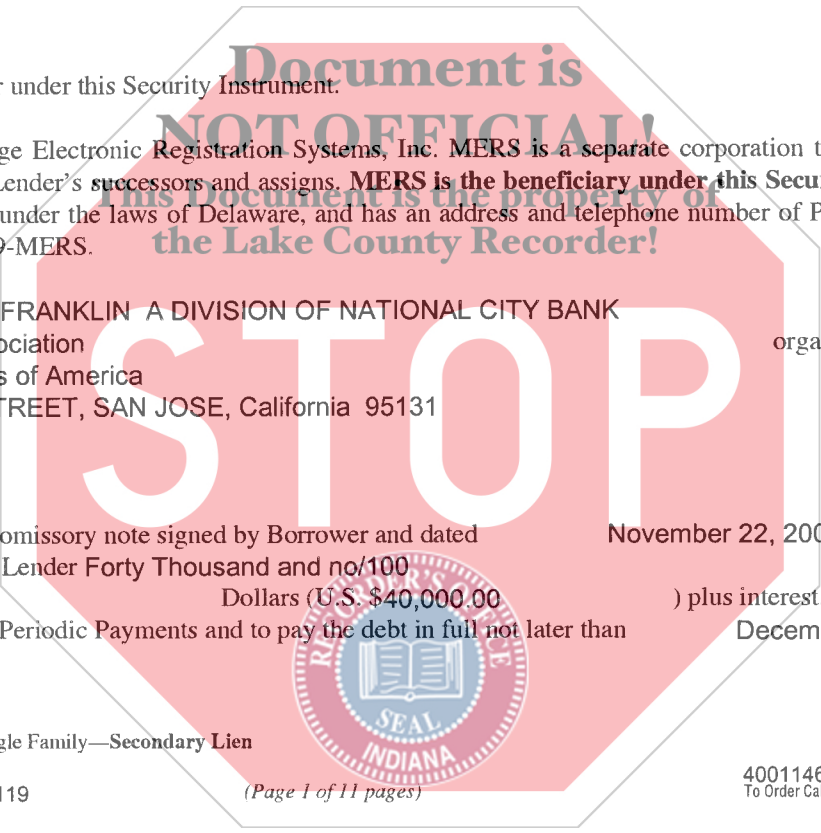 Document is
r under this Security Instrument.
NOT OFFICIAL!
ge Electronic Registration Systems, Inc. MERS is a separate corporation t
Lender's successors and assigns. MERS is the beneficiary under this Secu
This Document is the property of
under the laws of Delaware, and has an address and telephone number of P
9-MERS.
the Lake County Recorder!
FRANKLIN A DIVISION OF NATIONAL CITY BANK
ociation orga
s of America
TREET, SAN JOSE, California 95131
STOP
omissory note signed by Borrower and dated November 22, 200
Lender Forty Thousand and no/100
Dollars (U.S. $40,000.00 ) plus interest
Periodic Payments and to pay the debt in full not later than Decem
RECORDER'S OFFICE
SEAL
INDIANA
gle Family—Secondary Lien
119 (Page 1 of 11 pages) 4001146
To Order Cal